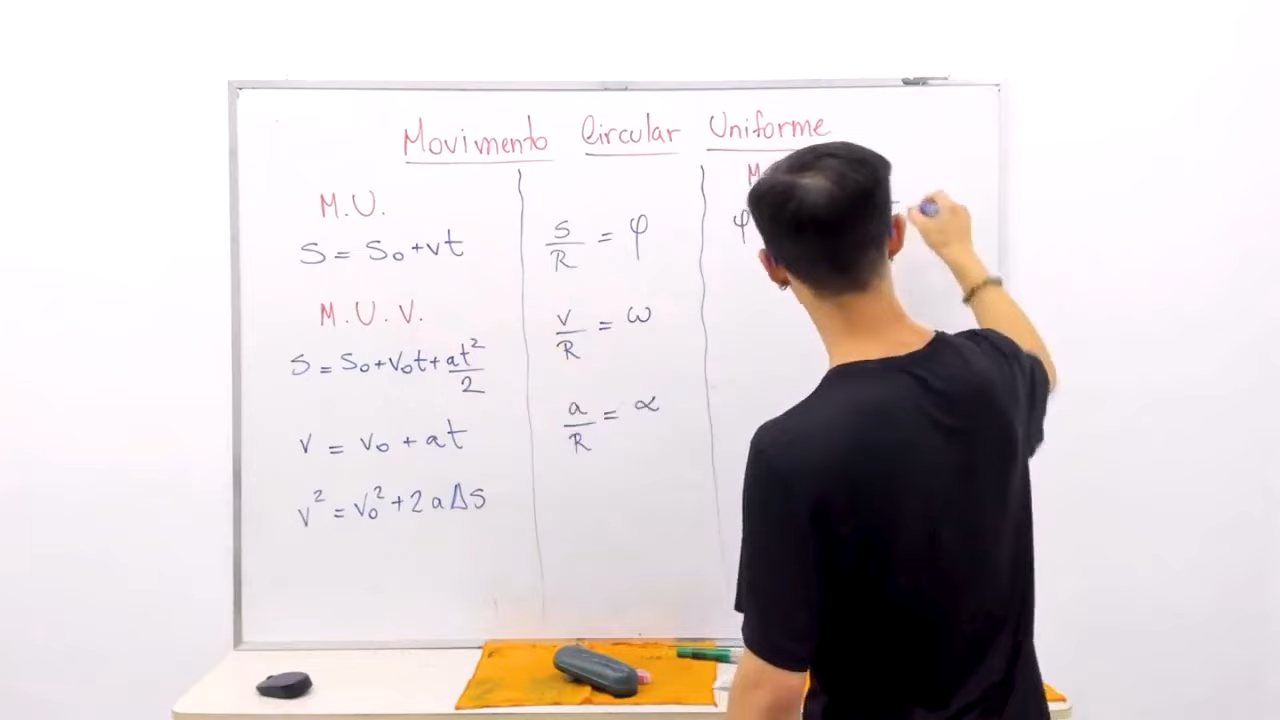 Movimento Circular Uniforme
M.U.
S = S₀+vt
M.U.V.
S = S₀+V₀t+at²/2
v = v₀ + at
v² = v₀² + 2aΔS
S/R = φ
v/R = ω
a/R = α
M
φ